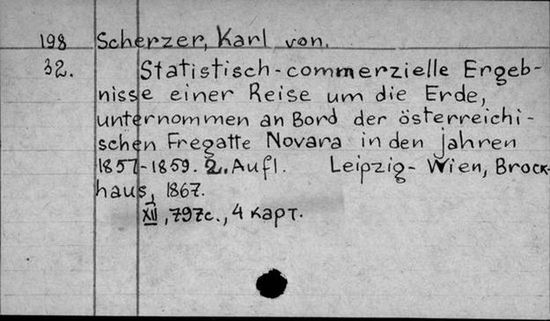 198 Scherzer, Karl von.
32. Statistisch-commerzielle Ergeb-
nisse einer Reise um die Erde,
unternommen an Bord der österreichi-
schen Fregatte Novara in den jahren
1857-1859. 2. Aufl. Leipzig-Wien, Brock-
haus, 1867.
XII, 797с., 4 карт.